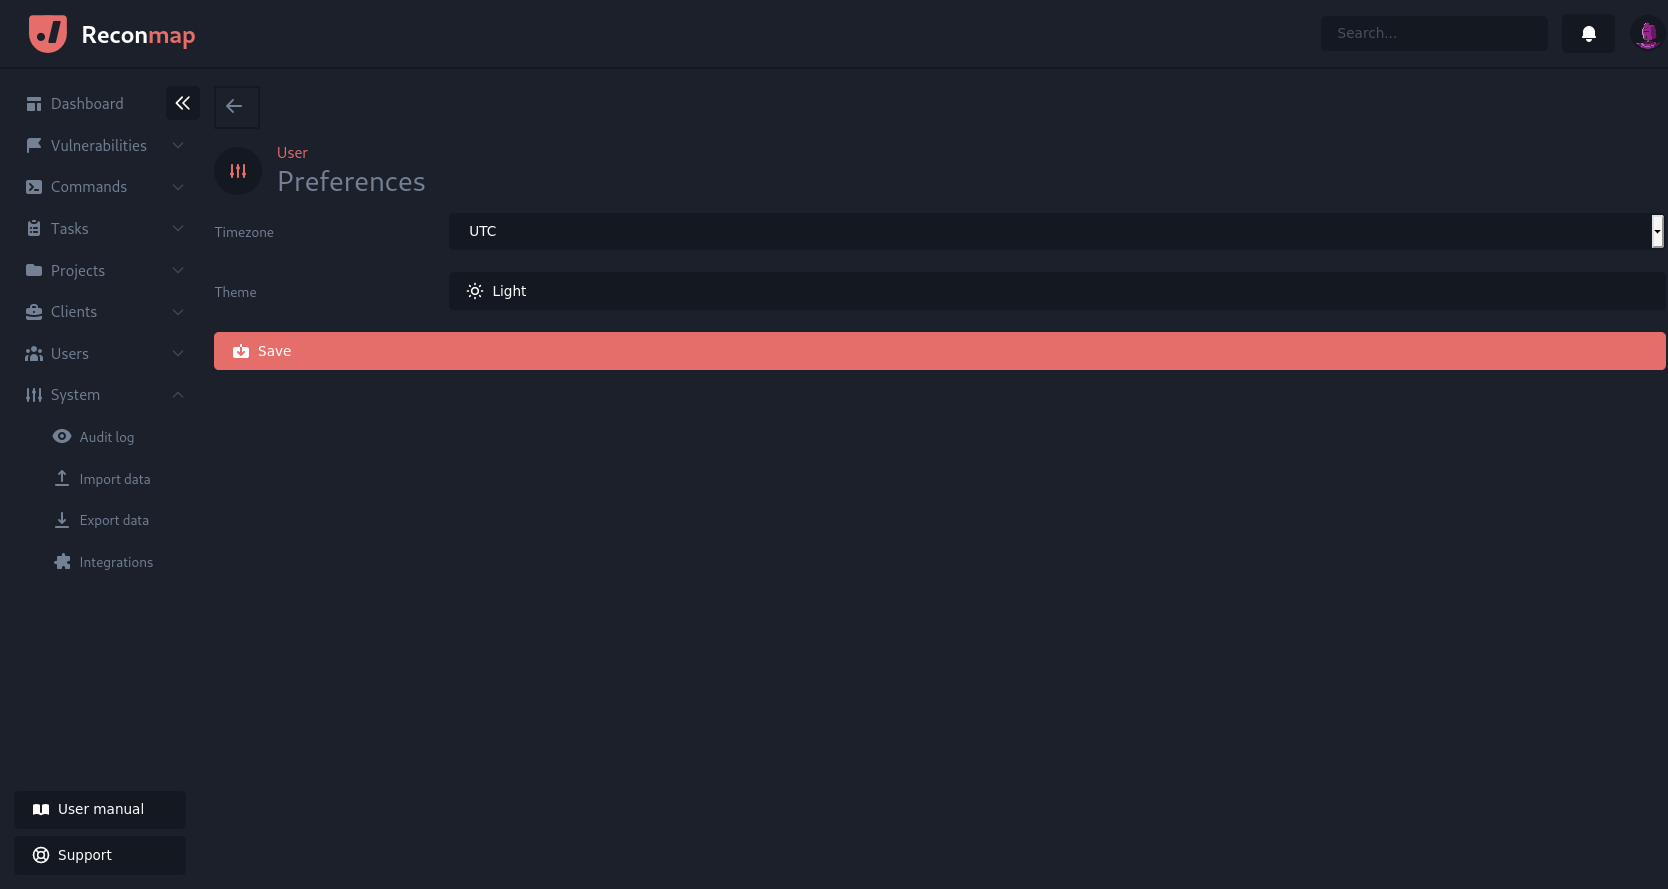 Reconmap
Search...
Dashboard
Vulnerabilities
Commands
Tasks
Projects
Clients
Users
System
Audit log
Import data
Export data
Integrations
User manual
Support
User
Preferences
Timezone
UTC
Theme
Light
Save